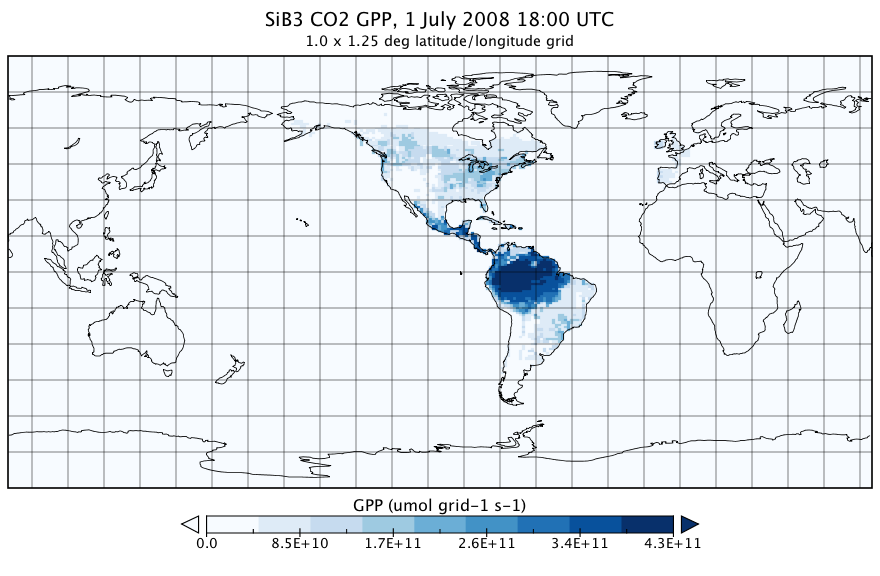 SiB3 CO2 GPP, 1 July 2008 18:00 UTC
1.0 x 1.25 deg latitude/longitude grid
GPP (umol grid-1 s-1)
0.0 8.5E+10 1.7E+11 2.6E+11 3.4E+11 4.3E+11